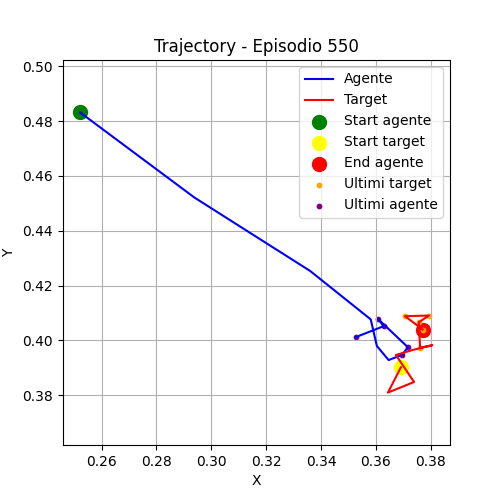 Trajectory - Episodio 550
0.50
0.48
0.46
0.44
0.42
0.40
0.38
Y
0.26
0.28
0.30
0.32
0.34
0.36
0.38
X
Agente
Target
Start agente
Start target
End agente
Ultimi target
Ultimi agente